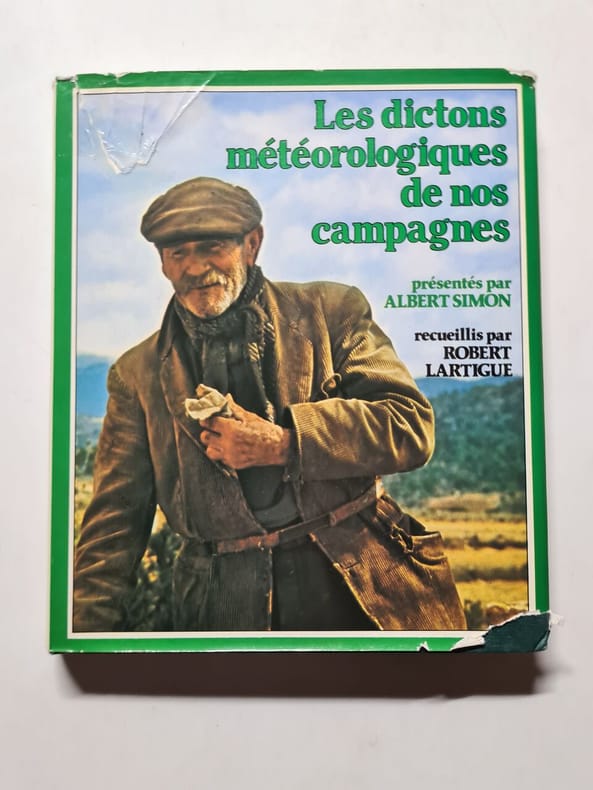 Les dictons
météorologiques
de nos
campagnes
présentés par
ALBERT SIMON
recueillis par
ROBERT
LARTIGUE